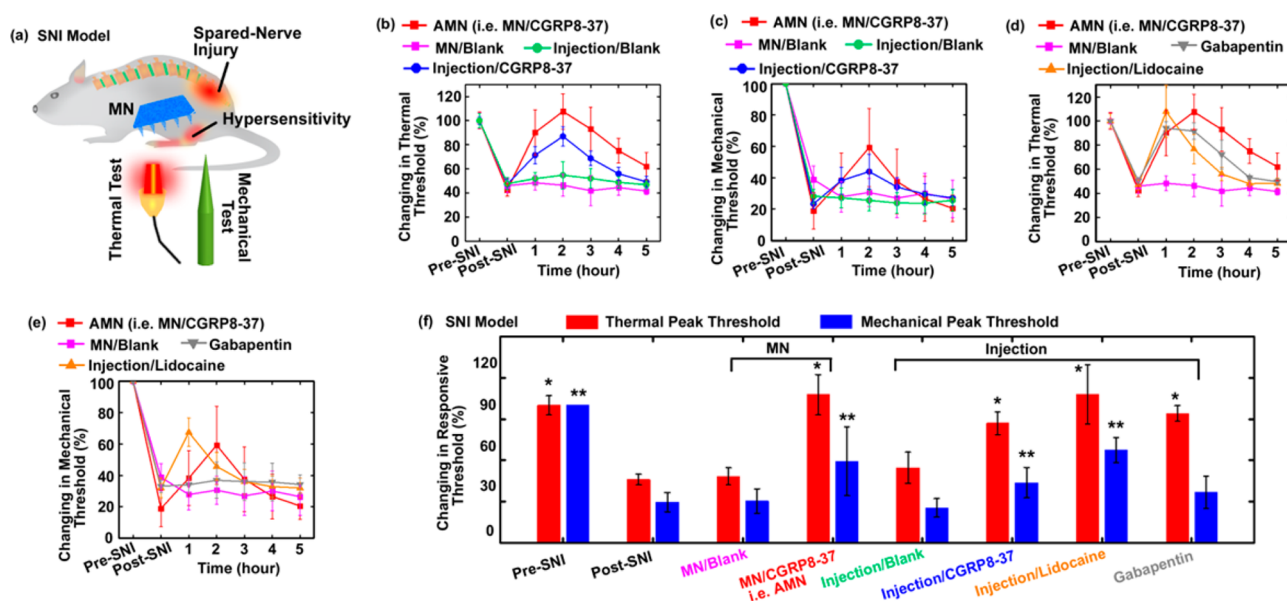 (a) SNI Model
Spared-Nerve
Injury
MN
Hypersensitivity
Thermal Test
Mechanical
Test
(b)
AMN (i.e. MN/CGRP8-37)
MN/Blank Injection/Blank
Injection/CGRP8-37
Changing in Thermal
Threshold (%)
120
100
80
60
40
20
0
Pre-SNI Post-SNI 1 2 3 4 5
Time (hour)
(c)
AMN (i.e. MN/CGRP8-37)
MN/Blank Injection/Blank
Injection/CGRP8-37
Changing in Mechanical
Threshold (%)
100
80
60
40
20
0
Pre-SNI Post-SNI 1 2 3 4 5
Time (hour)
(d)
AMN (i.e. MN/CGRP8-37)
MN/Blank Gabapentin
Injection/Lidocaine
Changing in Thermal
Threshold (%)
120
100
80
60
40
20
0
Pre-SNI Post-SNI 1 2 3 4 5
Time (hour)
(e)
AMN (i.e. MN/CGRP8-37)
MN/Blank Gabapentin
Injection/Lidocaine
Changing in Mechanical
Threshold (%)
100
80
60
40
20
0
Pre-SNI Post-SNI 1 2 3 4 5
Time (hour)
(f) SNI Model Thermal Peak Threshold Mechanical Peak Threshold
MN Injection
Changing in Responsive
Threshold (%)
120
90
60
30
0
* ** * ** * ** * ** *
Pre-SNI
Post-SNI
MN/Blank
MN/CGRP8-37
i.e. AMN
Injection/Blank
Injection/CGRP8-37
Injection/Lidocaine
Gabapentin